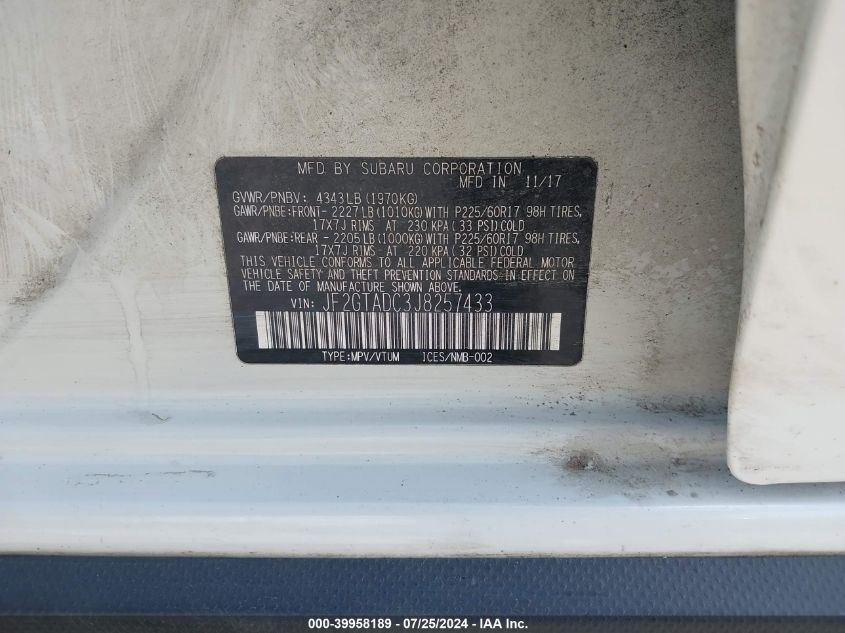 MFD BY SUBARU CORPORATION
MFD IN 11/17
GVWR/PNBV: 4343LB(1970KG)
GAWR/PNBE:FRONT- 2227LB(1010KG)WITH P225/60R17 98H TIRES,
17X7J RIMS AT 230 KPA(33 PSI)COLD
GAWR/PNBE:REAR - 2205LB(1000KG)WITH P225/60R17 98H TIRES,
17X7J RIMS AT 220 KPA(32 PSI)COLD
THIS VEHICLE CONFORMS TO ALL APPLICABLE FEDERAL MOTOR
VEHICLE SAFETY AND THEFT PREVENTION STANDARDS IN EFFECT ON
THE DATE OF MANUFACTURE SHOWN ABOVE.
VIN: JF2GTADC3J8257433
TYPE:MPV/VTUM ICES/NMB-002
000-39958189 - 07/25/2024 - IAA Inc.